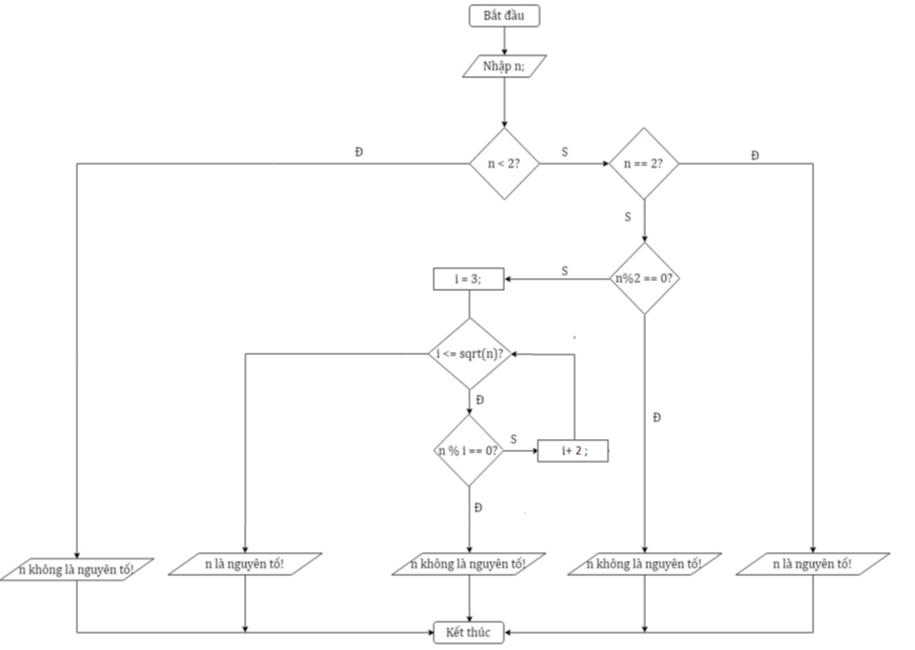 Bắt đầu
Nhập n;
Đ
n < 2?
S
n == 2?
Đ
S
i = 3;
S
n%2 == 0?
i <= sqrt(n)?
Đ
Đ
n % i == 0?
S
i+ 2 ;
Đ
n không là nguyên tố!
n là nguyên tố!
n không là nguyên tố!
n không là nguyên tố!
n là nguyên tố!
Kết thúc